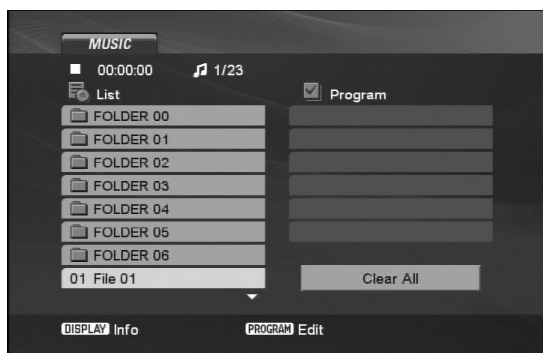 MUSIC
00:00:00 1/23
List
Program
FOLDER 00
FOLDER 01
FOLDER 02
FOLDER 03
FOLDER 04
FOLDER 05
FOLDER 06
01 File 01
Clear All
DISPLAY Info
PROGRAM Edit